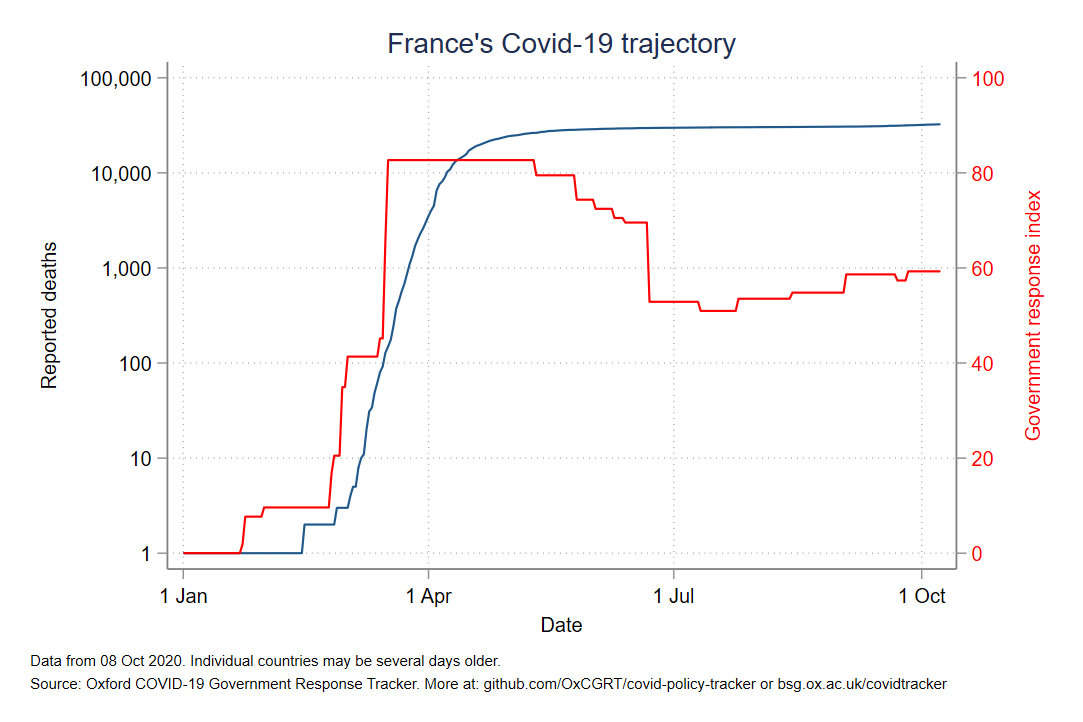 France's Covid-19 trajectory
100,000
10,000
1,000
100
10
1
Reported deaths
100
80
60
40
20
0
Government response index
1 Jan 1 Apr 1 Jul 1 Oct
Date
Data from 08 Oct 2020. Individual countries may be several days older.
Source: Oxford COVID-19 Government Response Tracker. More at: github.com/OxCGRT/covid-policy-tracker or bsg.ox.ac.uk/covidtracker